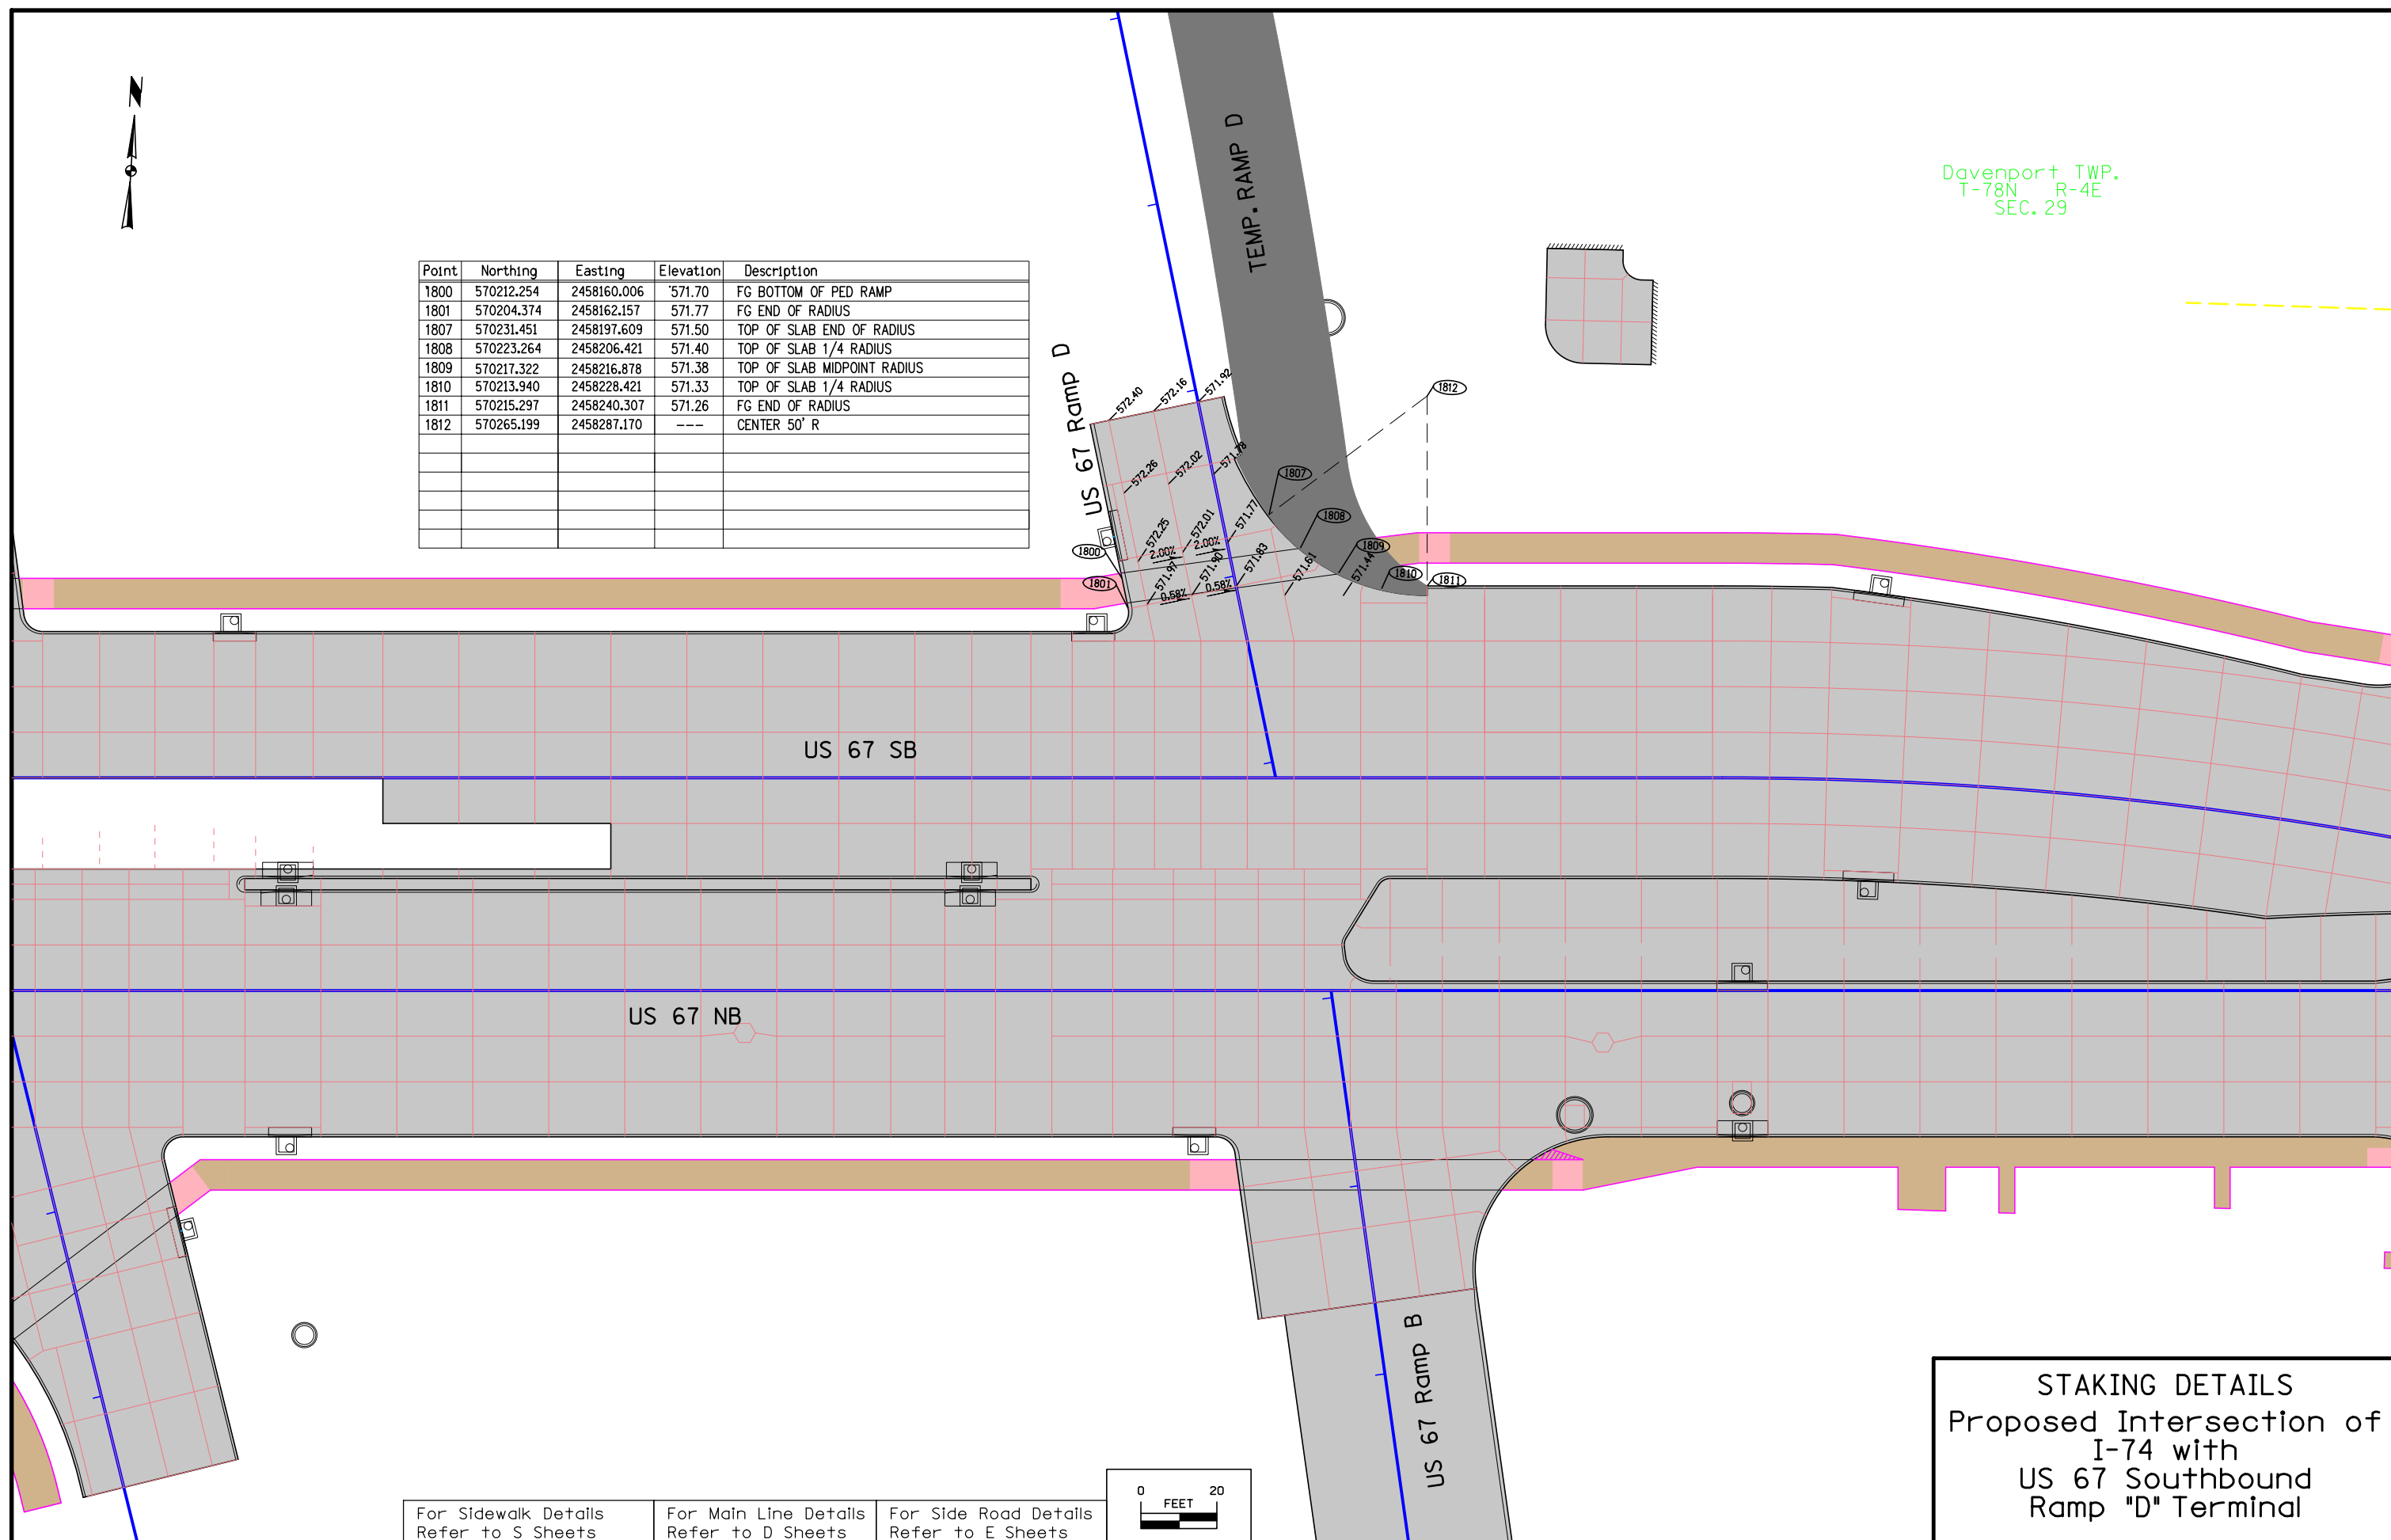 N
Davenport TWP.
T-78N R-4E
SEC. 29
TEMP. RAMP D
US 67 Ramp D
Point Northing Easting Elevation Description
1800 570212.254 2458160.006 571.70 FG BOTTOM OF PED RAMP
1801 570204.374 2458162.157 571.77 FG END OF RADIUS
1807 570231.451 2458197.609 571.50 TOP OF SLAB END OF RADIUS
1808 570223.264 2458206.421 571.40 TOP OF SLAB 1/4 RADIUS
1809 570217.322 2458216.878 571.38 TOP OF SLAB MIDPOINT RADIUS
1810 570213.940 2458228.421 571.33 TOP OF SLAB 1/4 RADIUS
1811 570215.297 2458240.307 571.26 FG END OF RADIUS
1812 570265.199 2458287.170 --- CENTER 50' R
572.40
572.16
571.92
1812
572.26
572.02
571.78
1807
572.25
572.01
571.77
1808
1800
2.00%
2.00%
1809
1801
571.97
571.90
571.83
571.61
571.44
1810
1811
0.58%
0.58%
US 67 SB
US 67 NB
US 67 Ramp B
STAKING DETAILS
Proposed Intersection of
I-74 with
US 67 Southbound
Ramp "D" Terminal
For Sidewalk Details
Refer to S Sheets
For Main Line Details
Refer to D Sheets
For Side Road Details
Refer to E Sheets
0 20
FEET